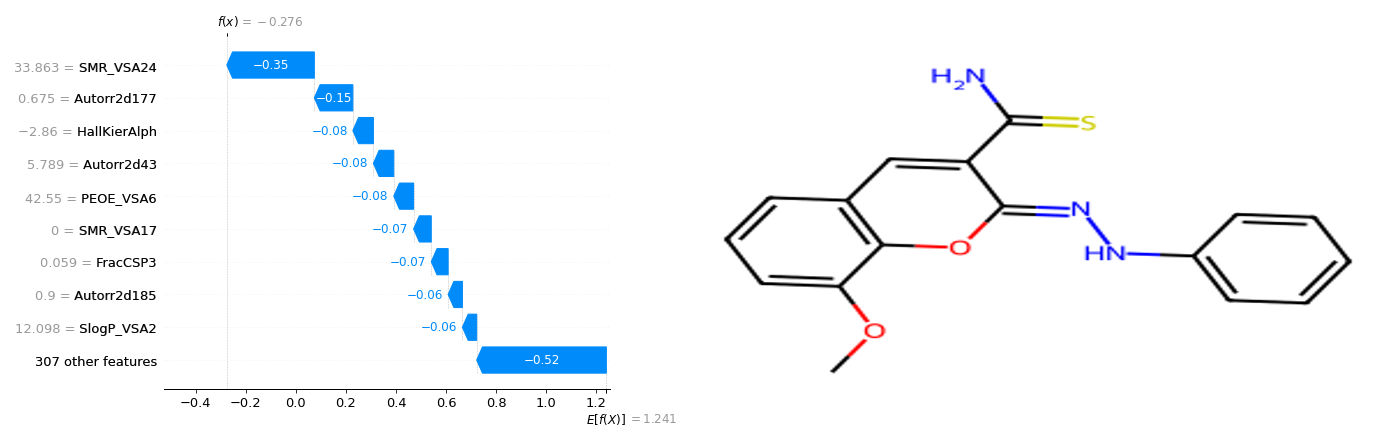 f(x) = −0.276
33.863 = SMR_VSA24
−0.35
0.675 = Autorr2d177
−0.15
−2.86 = HallKierAlph
−0.08
5.789 = Autorr2d43
−0.08
42.55 = PEOE_VSA6
−0.08
0 = SMR_VSA17
−0.07
0.059 = FracCSP3
−0.07
0.9 = Autorr2d185
−0.06
12.098 = SlogP_VSA2
−0.06
307 other features
−0.52
−0.4 −0.2 0.0 0.2 0.4 0.6 0.8 1.0 1.2
E[f(X)] = 1.241
H2N
S
N
HN
O
O